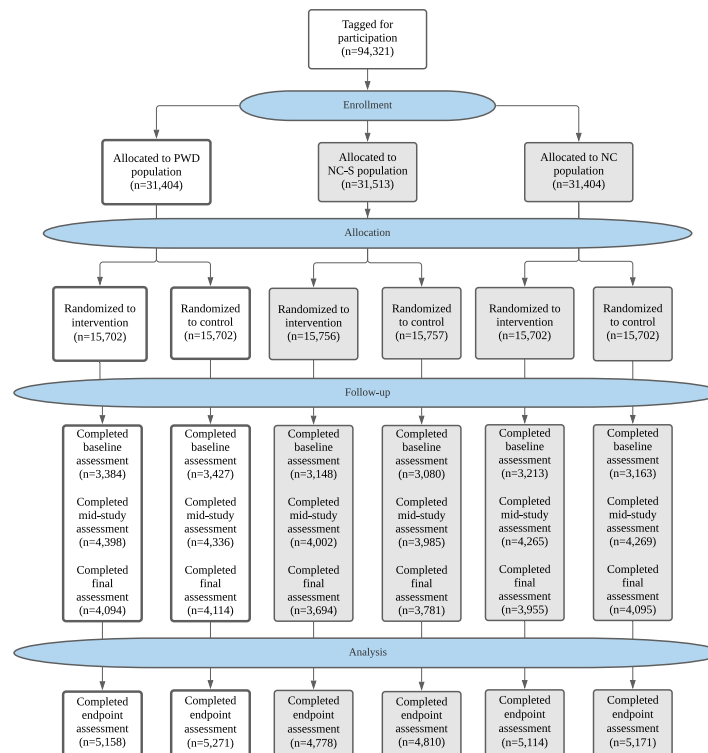 Tagged for
participation
(n=94,321)
Enrollment
Allocated to PWD
population
(n=31,404)
Allocated to
NC-S population
(n=31,513)
Allocated to NC
population
(n=31,404)
Allocation
Randomized to
intervention
(n=15,702)
Randomized
to control
(n=15,702)
Randomized to
intervention
(n=15,756)
Randomized
to control
(n=15,757)
Randomized to
intervention
(n=15,702)
Randomized
to control
(n=15,702)
Follow-up
Completed
baseline
assessment
(n=3,384)
Completed
mid-study
assessment
(n=4,398)
Completed
final
assessment
(n=4,094)
Completed
baseline
assessment
(n=3,427)
Completed
mid-study
assessment
(n=4,336)
Completed
final
assessment
(n=4,114)
Completed
baseline
assessment
(n=3,148)
Completed
mid-study
assessment
(n=4,002)
Completed
final
assessment
(n=3,694)
Completed
baseline
assessment
(n=3,080)
Completed
mid-study
assessment
(n=3,985)
Completed
final
assessment
(n=3,781)
Completed
baseline
assessment
(n=3,213)
Completed
mid-study
assessment
(n=4,265)
Completed
final
assessment
(n=3,955)
Completed
baseline
assessment
(n=3,163)
Completed
mid-study
assessment
(n=4,269)
Completed
final
assessment
(n=4,095)
Analysis
Completed
endpoint
assessment
(n=5,158)
Completed
endpoint
assessment
(n=5,271)
Completed
endpoint
assessment
(n=4,778)
Completed
endpoint
assessment
(n=4,810)
Completed
endpoint
assessment
(n=5,114)
Completed
endpoint
assessment
(n=5,171)